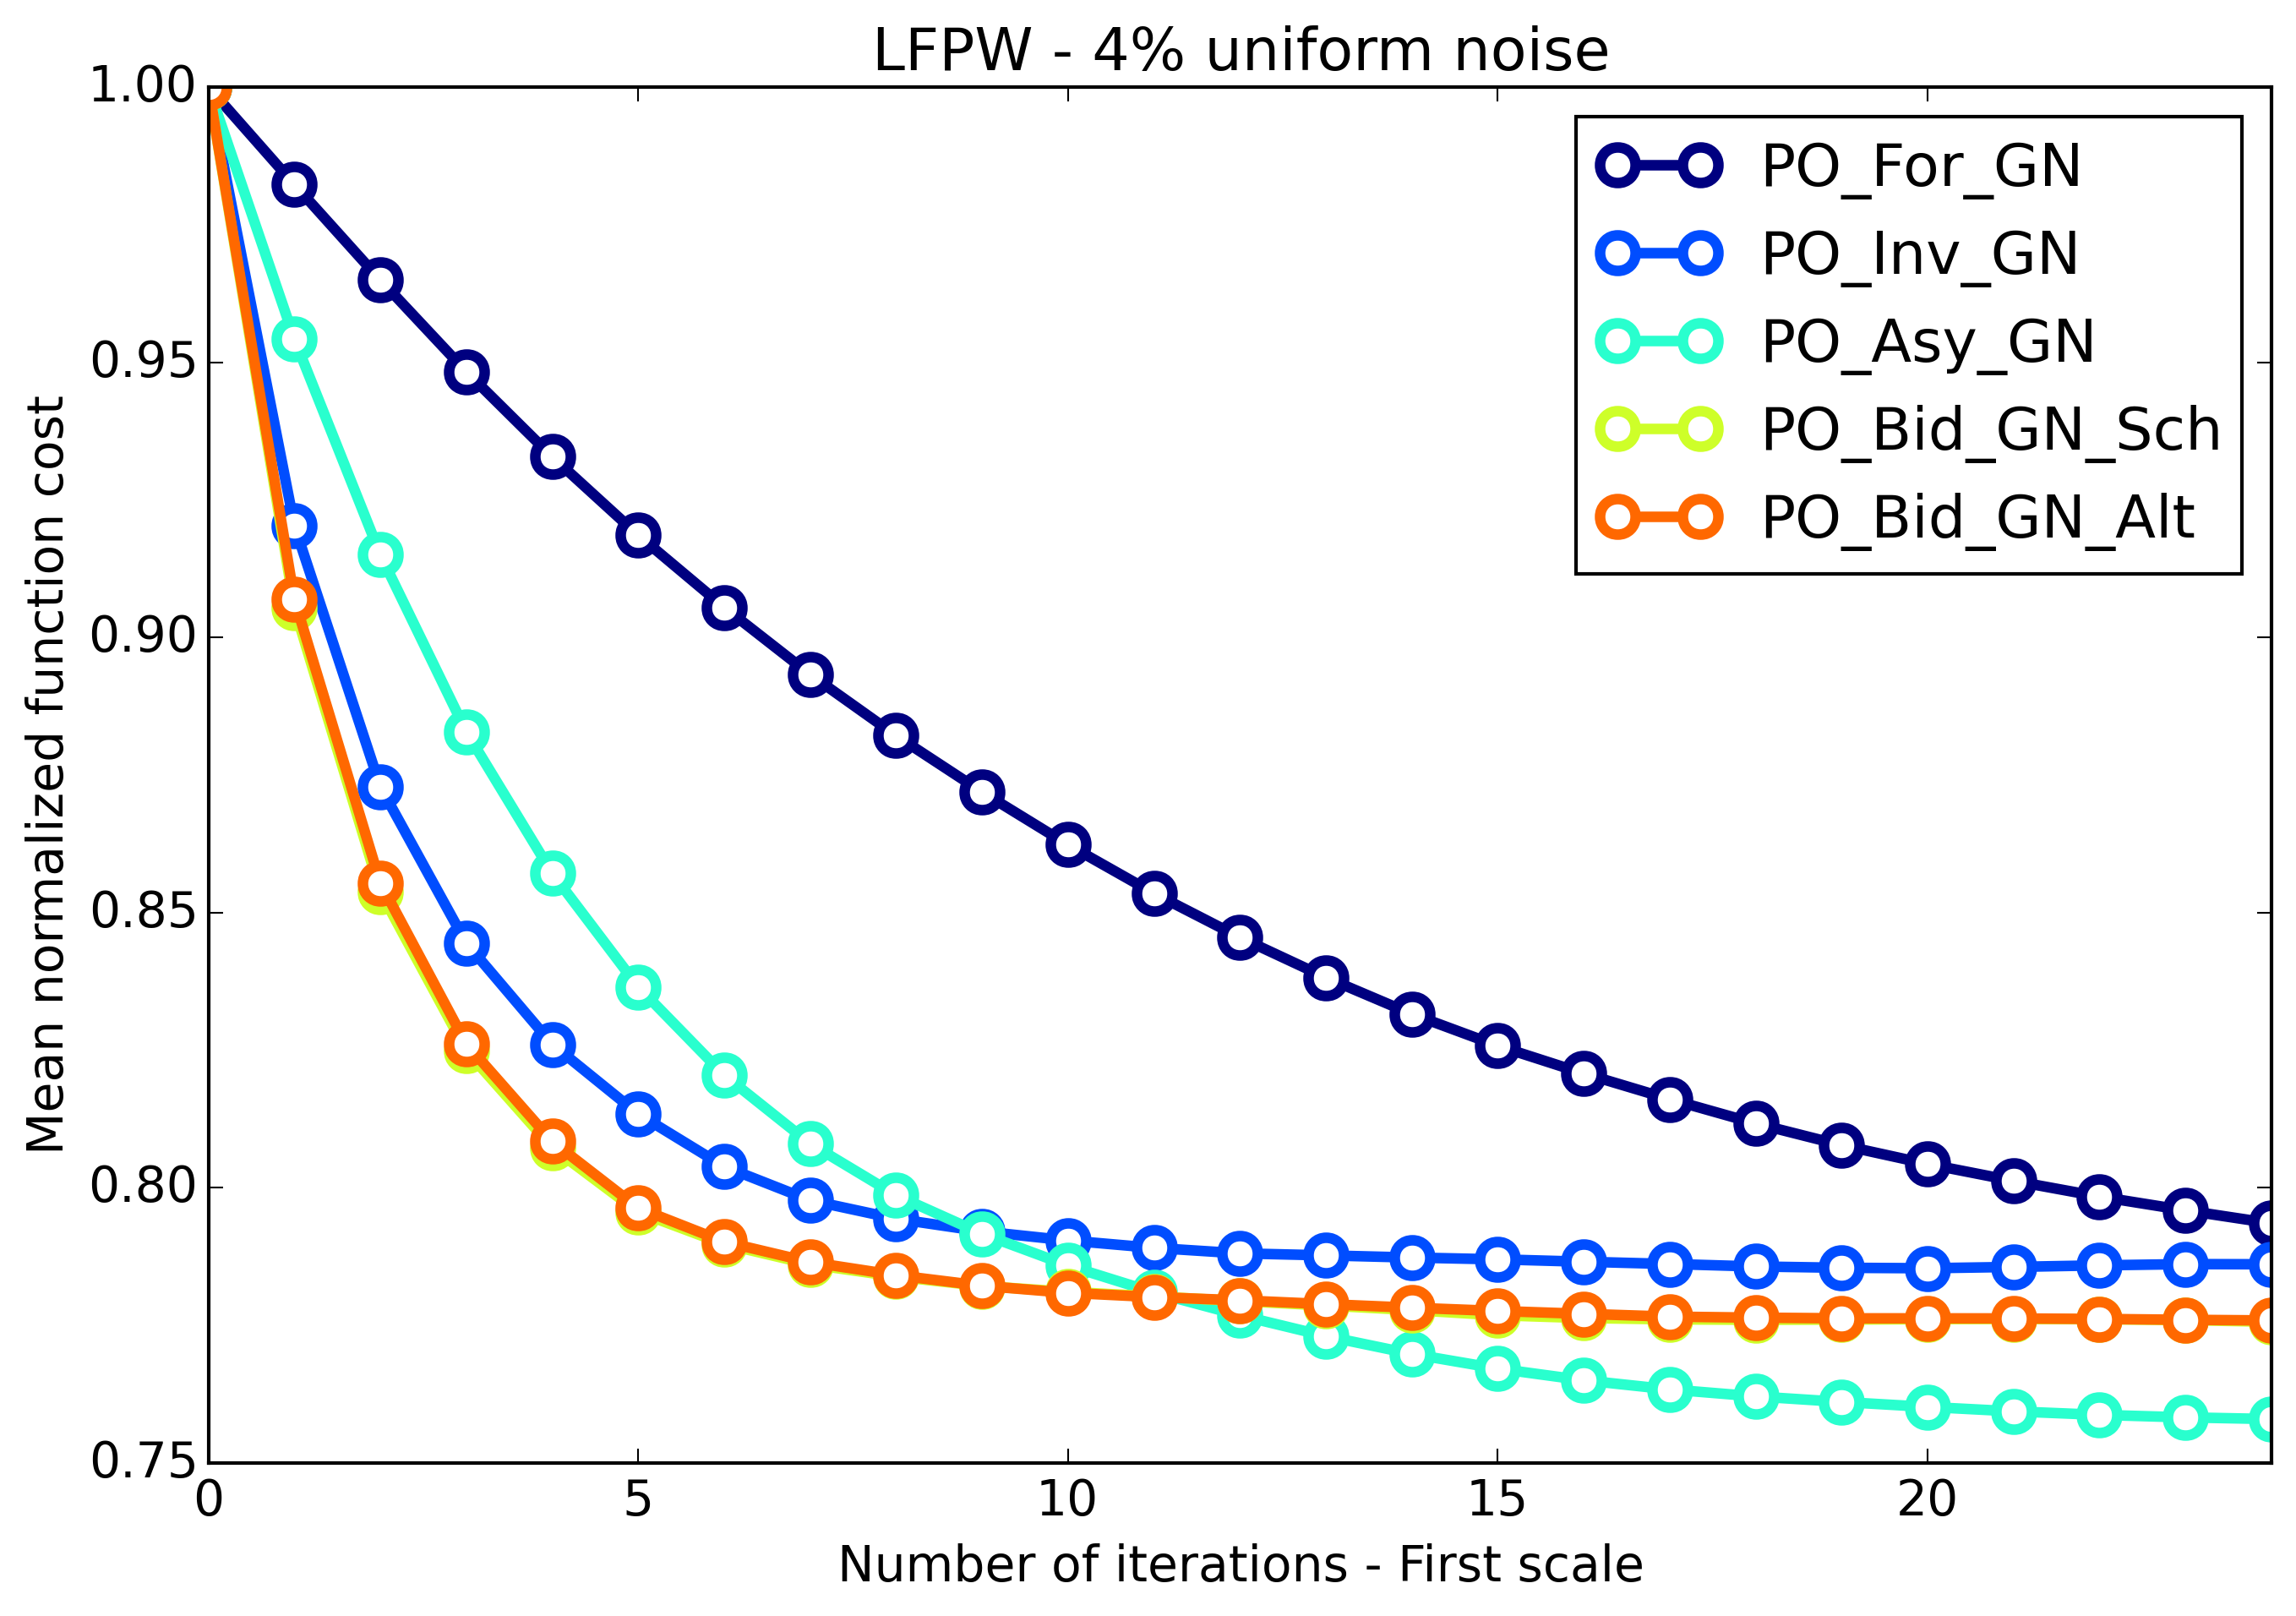 LFPW - 4% uniform noise
1.00
0.95
0.90
0.85
0.80
0.75
Mean normalized function cost
PO_For_GN
PO_Inv_GN
PO_Asy_GN
PO_Bid_GN_Sch
PO_Bid_GN_Alt
0 5 10 15 20
Number of iterations - First scale